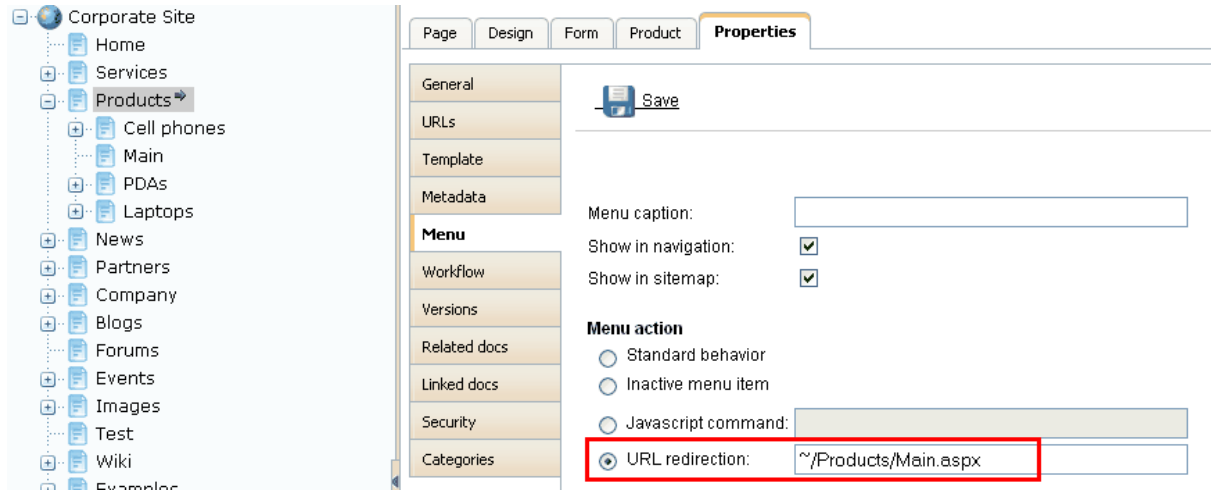 Corporate Site
Home
Services
Products
Cell phones
Main
PDAs
Laptops
News
Partners
Company
Blogs
Forums
Events
Images
Test
Wiki
Examples
Page Design Form Product Properties
General
URLs
Template
Metadata
Menu
Workflow
Versions
Related docs
Linked docs
Security
Categories
Save
Menu caption:
Show in navigation:
Show in sitemap:
Menu action
Standard behavior
Inactive menu item
Javascript command:
URL redirection: ~/Products/Main.aspx